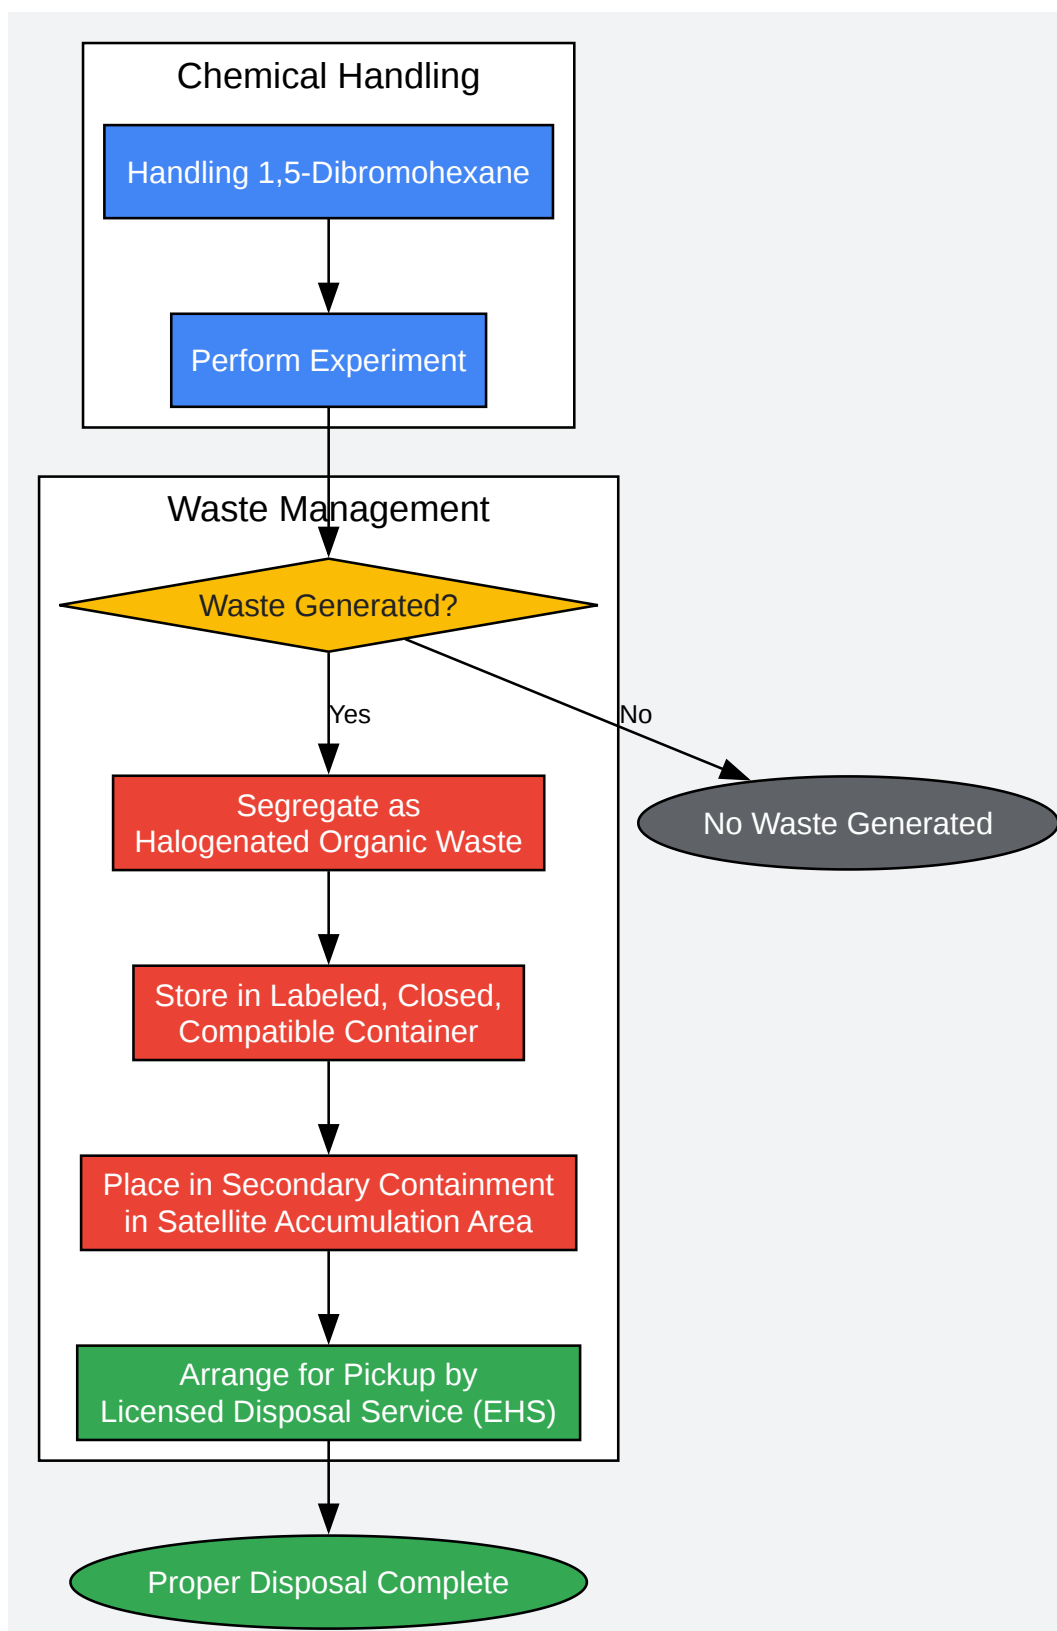 Chemical Handling
Handling 1,5-Dibromohexane
Perform Experiment
Waste Management
Waste Generated?
Yes
No
Segregate as
Halogenated Organic Waste
No Waste Generated
Store in Labeled, Closed,
Compatible Container
Place in Secondary Containment
in Satellite Accumulation Area
Arrange for Pickup by
Licensed Disposal Service (EHS)
Proper Disposal Complete